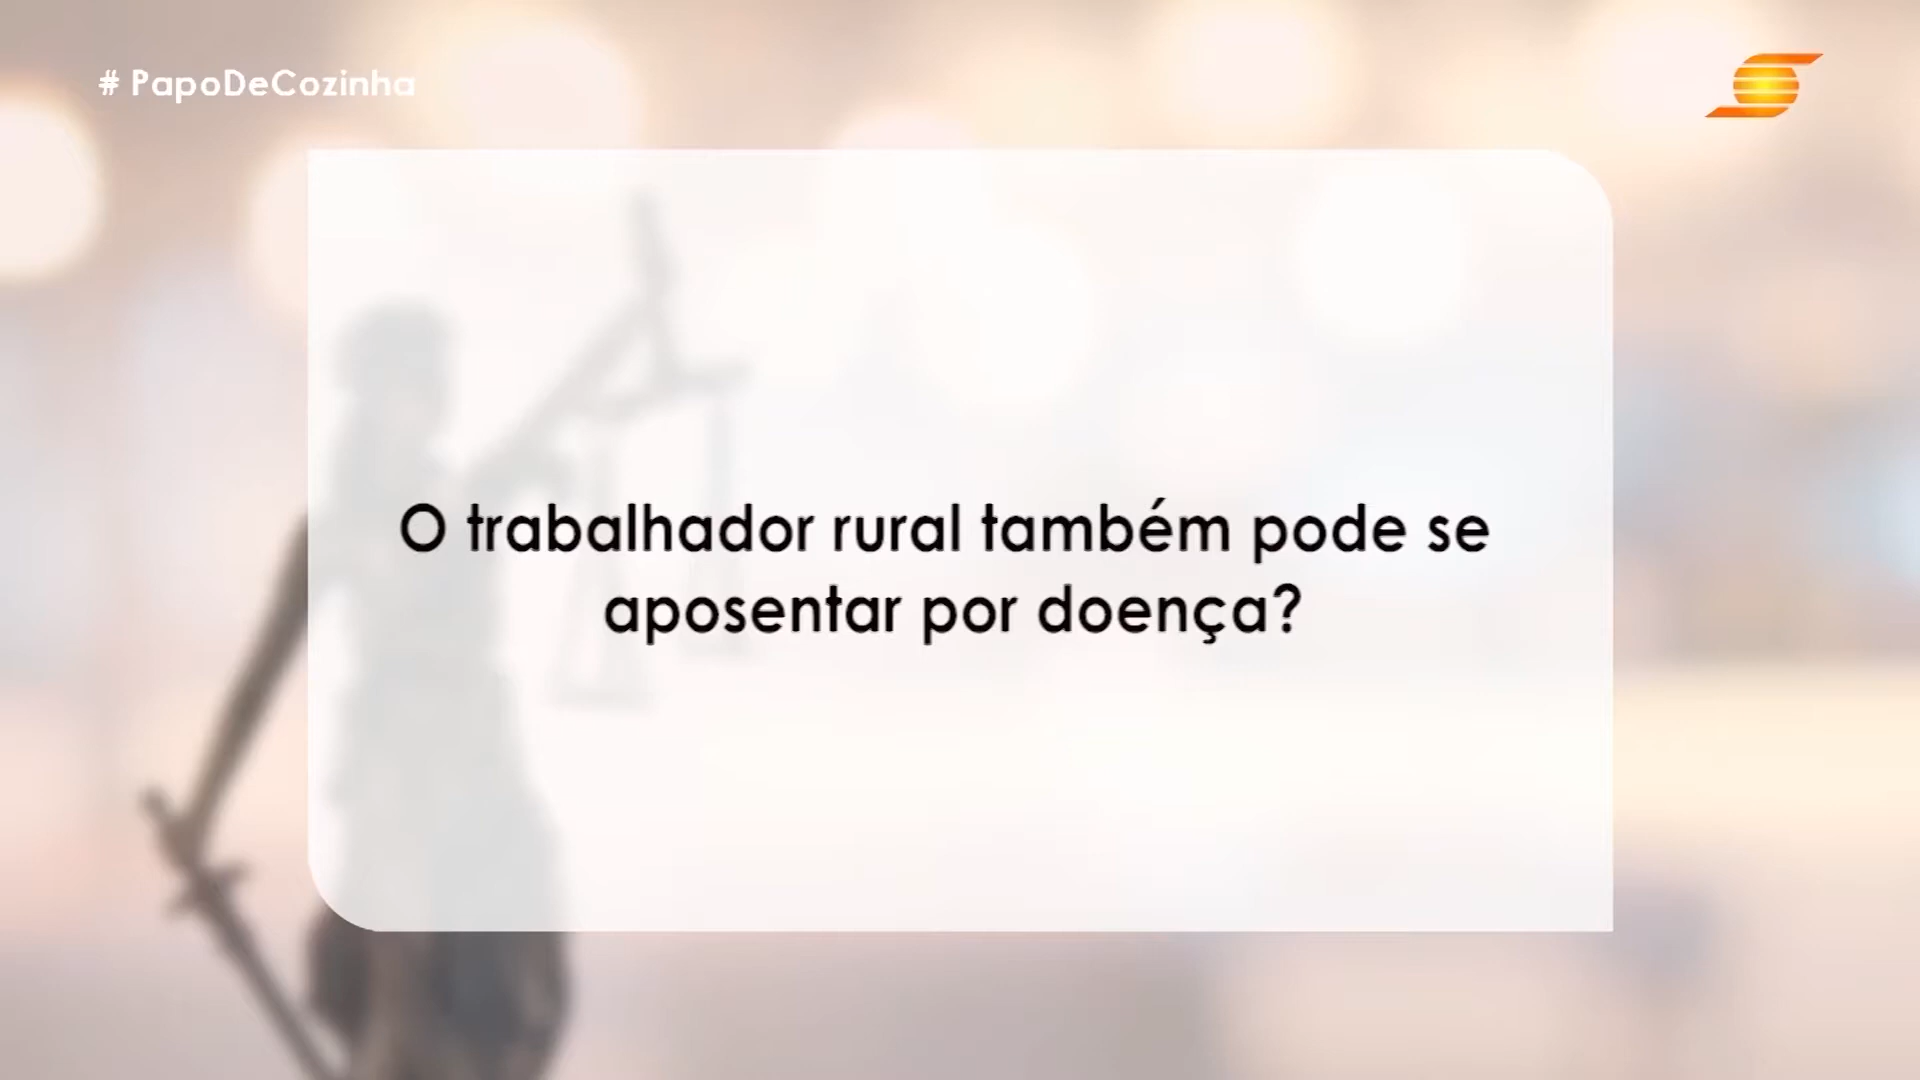 # PapoDeCozinha
O trabalhador rural também pode se
aposentar por doença?